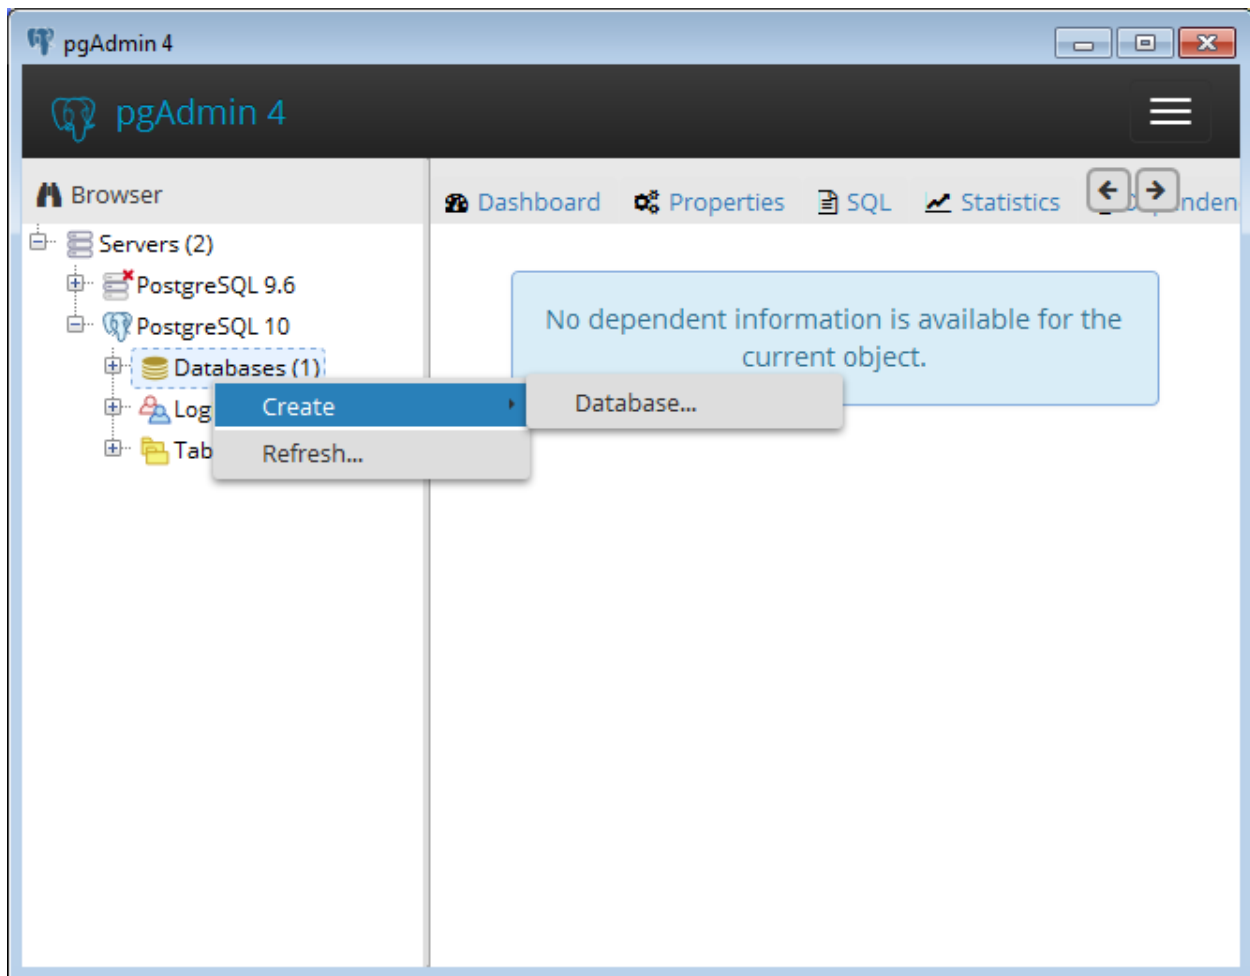 pgAdmin 4
pgAdmin 4
Browser
Dashboard Properties SQL Statistics
Servers (2)
PostgreSQL 9.6
PostgreSQL 10
Databases (1)
Log
Tab
Create
Refresh...
Database...
No dependent information is available for the
current object.